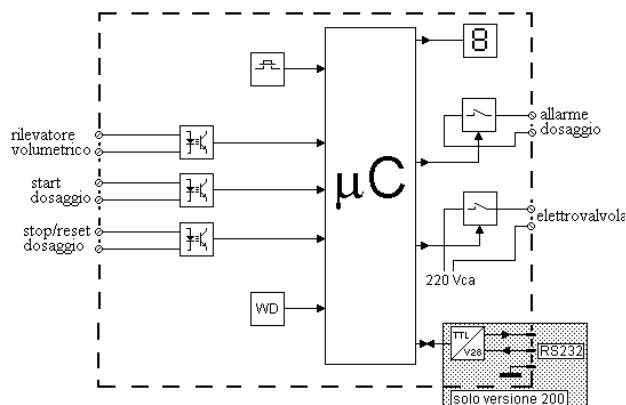 8
rilevatore
volumetrico
allarme
dosaggio
start
dosaggio
μC
stop/reset
dosaggio
elettrovalvola
220 Vca
WD
TTL
V28
RS232
solo versione 200